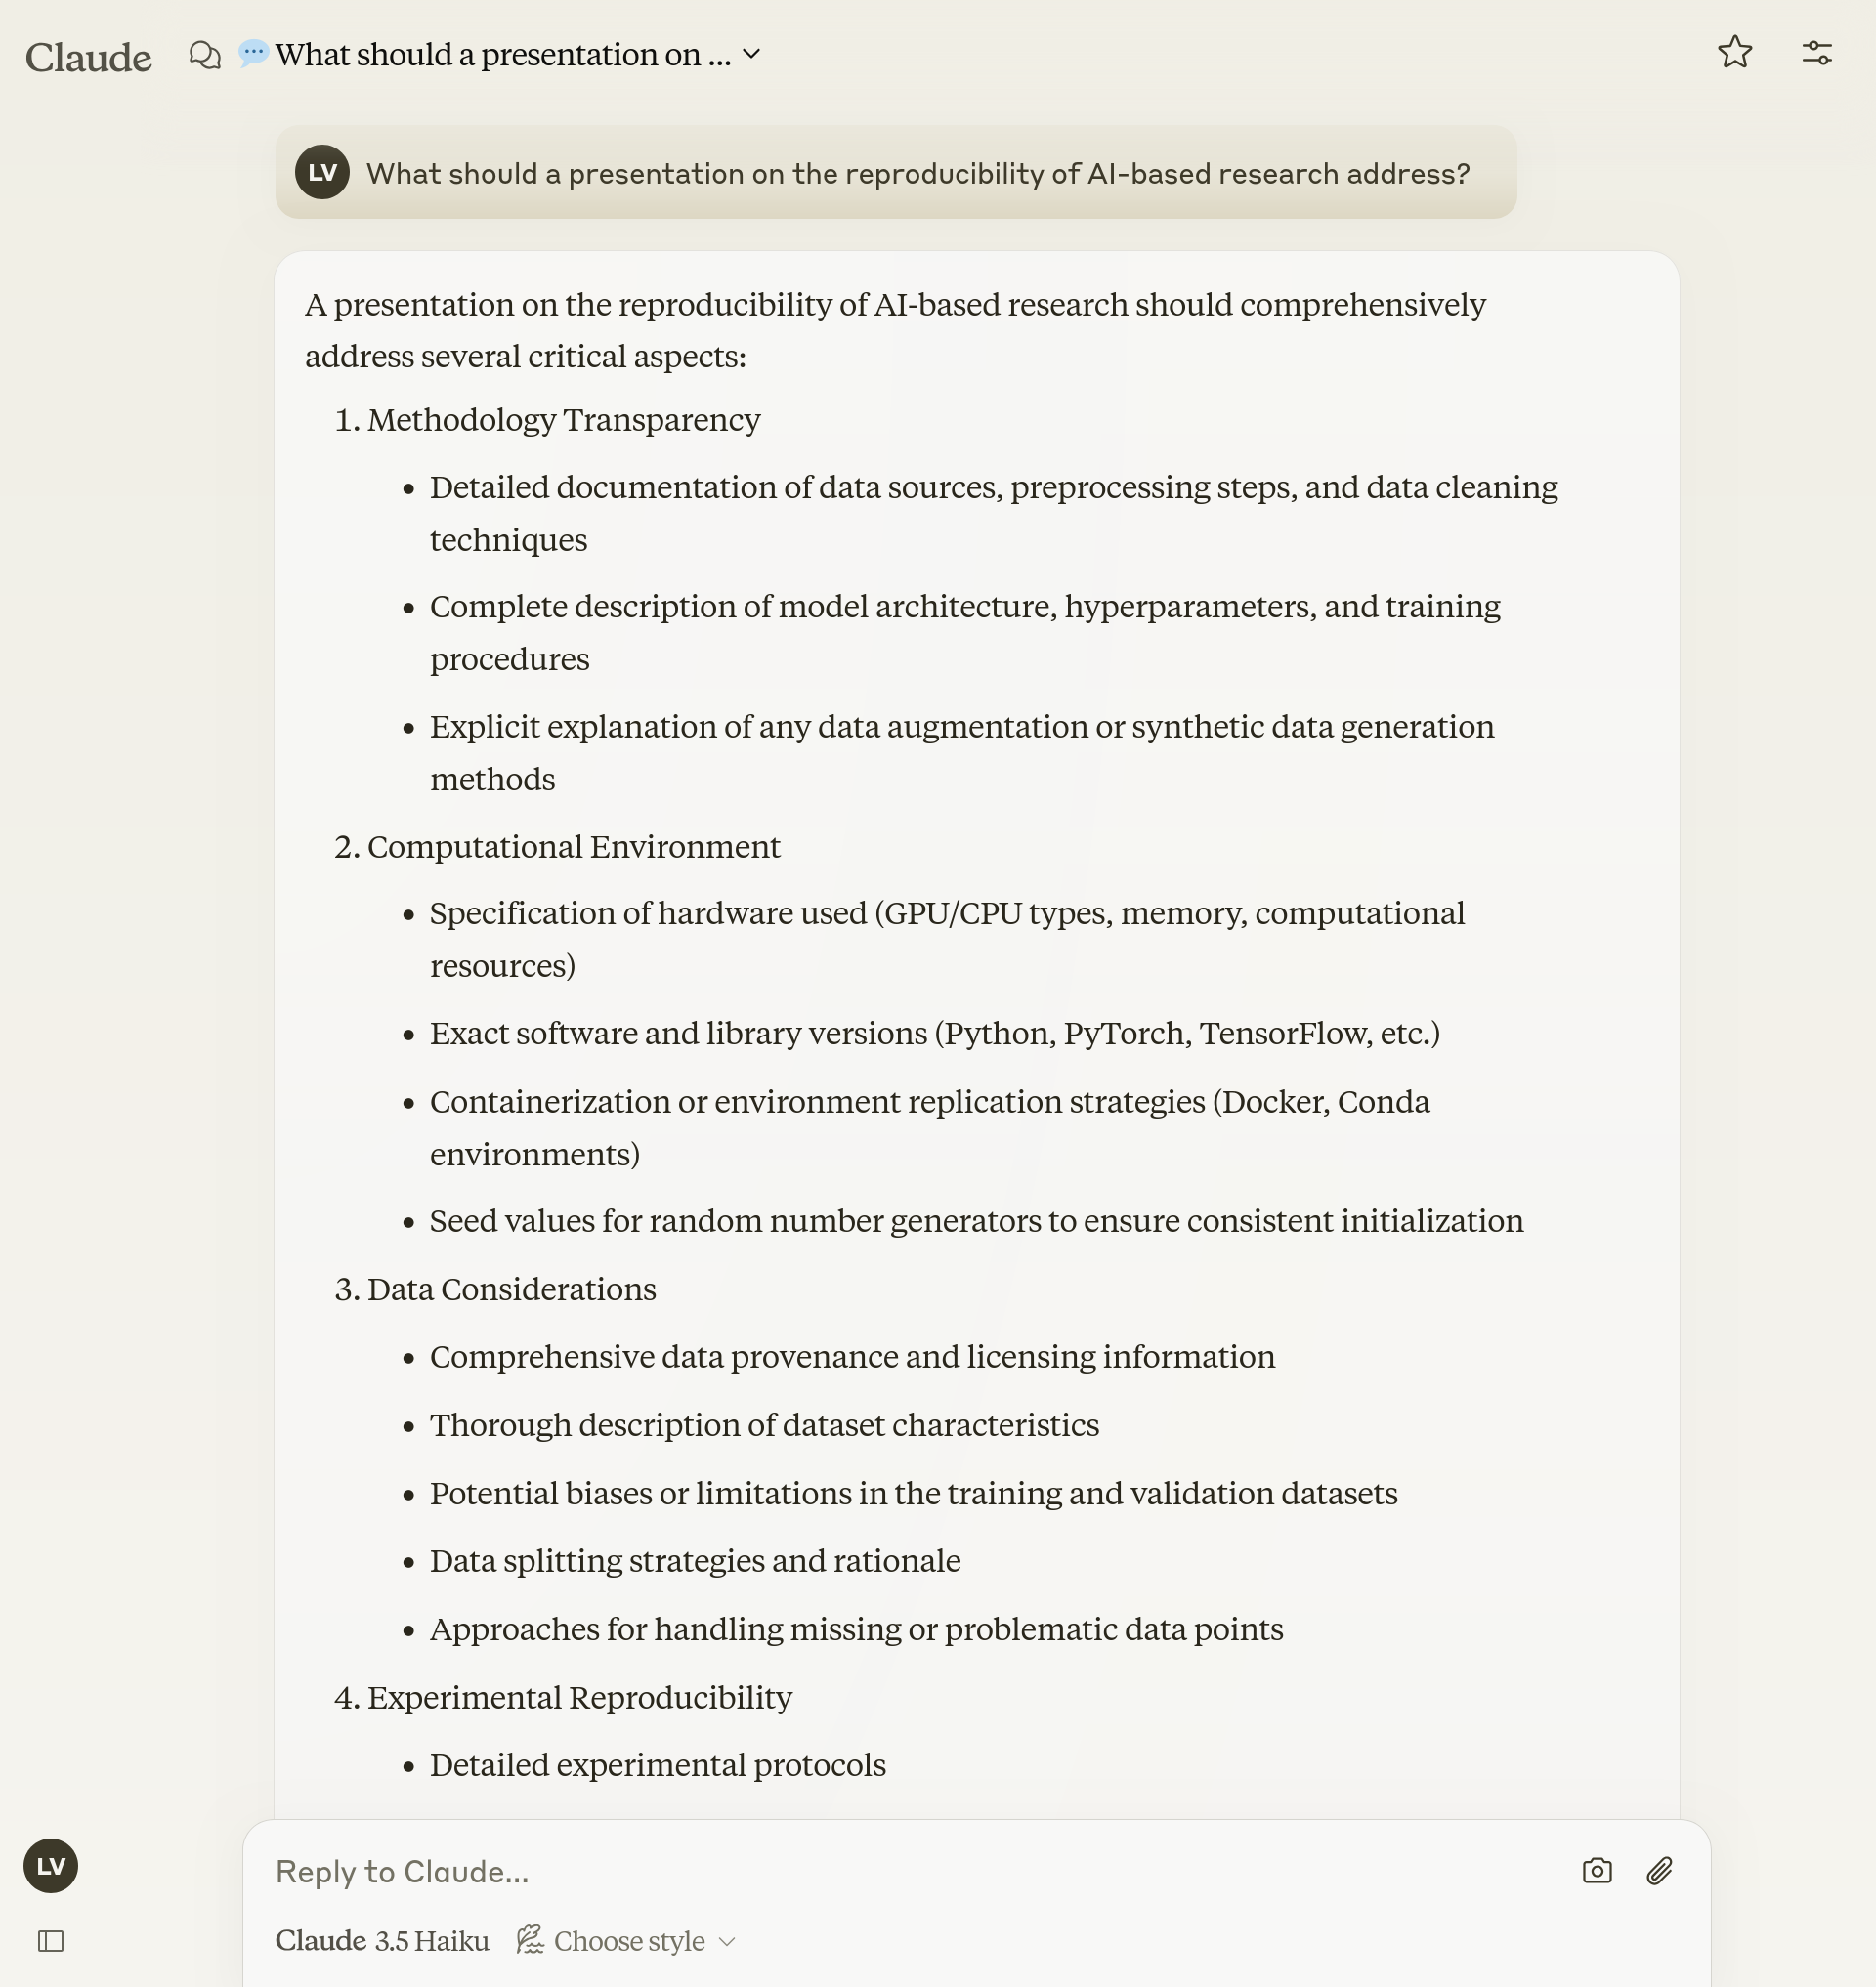 Claude
What should a presentation on ...
LV
What should a presentation on the reproducibility of AI-based research address?
A presentation on the reproducibility of AI-based research should comprehensively
address several critical aspects:
1. Methodology Transparency
• Detailed documentation of data sources, preprocessing steps, and data cleaning
techniques
• Complete description of model architecture, hyperparameters, and training
procedures
• Explicit explanation of any data augmentation or synthetic data generation
methods
2. Computational Environment
• Specification of hardware used (GPU/CPU types, memory, computational
resources)
• Exact software and library versions (Python, PyTorch, TensorFlow, etc.)
• Containerization or environment replication strategies (Docker, Conda
environments)
• Seed values for random number generators to ensure consistent initialization
3. Data Considerations
• Comprehensive data provenance and licensing information
• Thorough description of dataset characteristics
• Potential biases or limitations in the training and validation datasets
• Data splitting strategies and rationale
• Approaches for handling missing or problematic data points
4. Experimental Reproducibility
• Detailed experimental protocols
LV
Reply to Claude...
Claude 3.5 Haiku Choose style